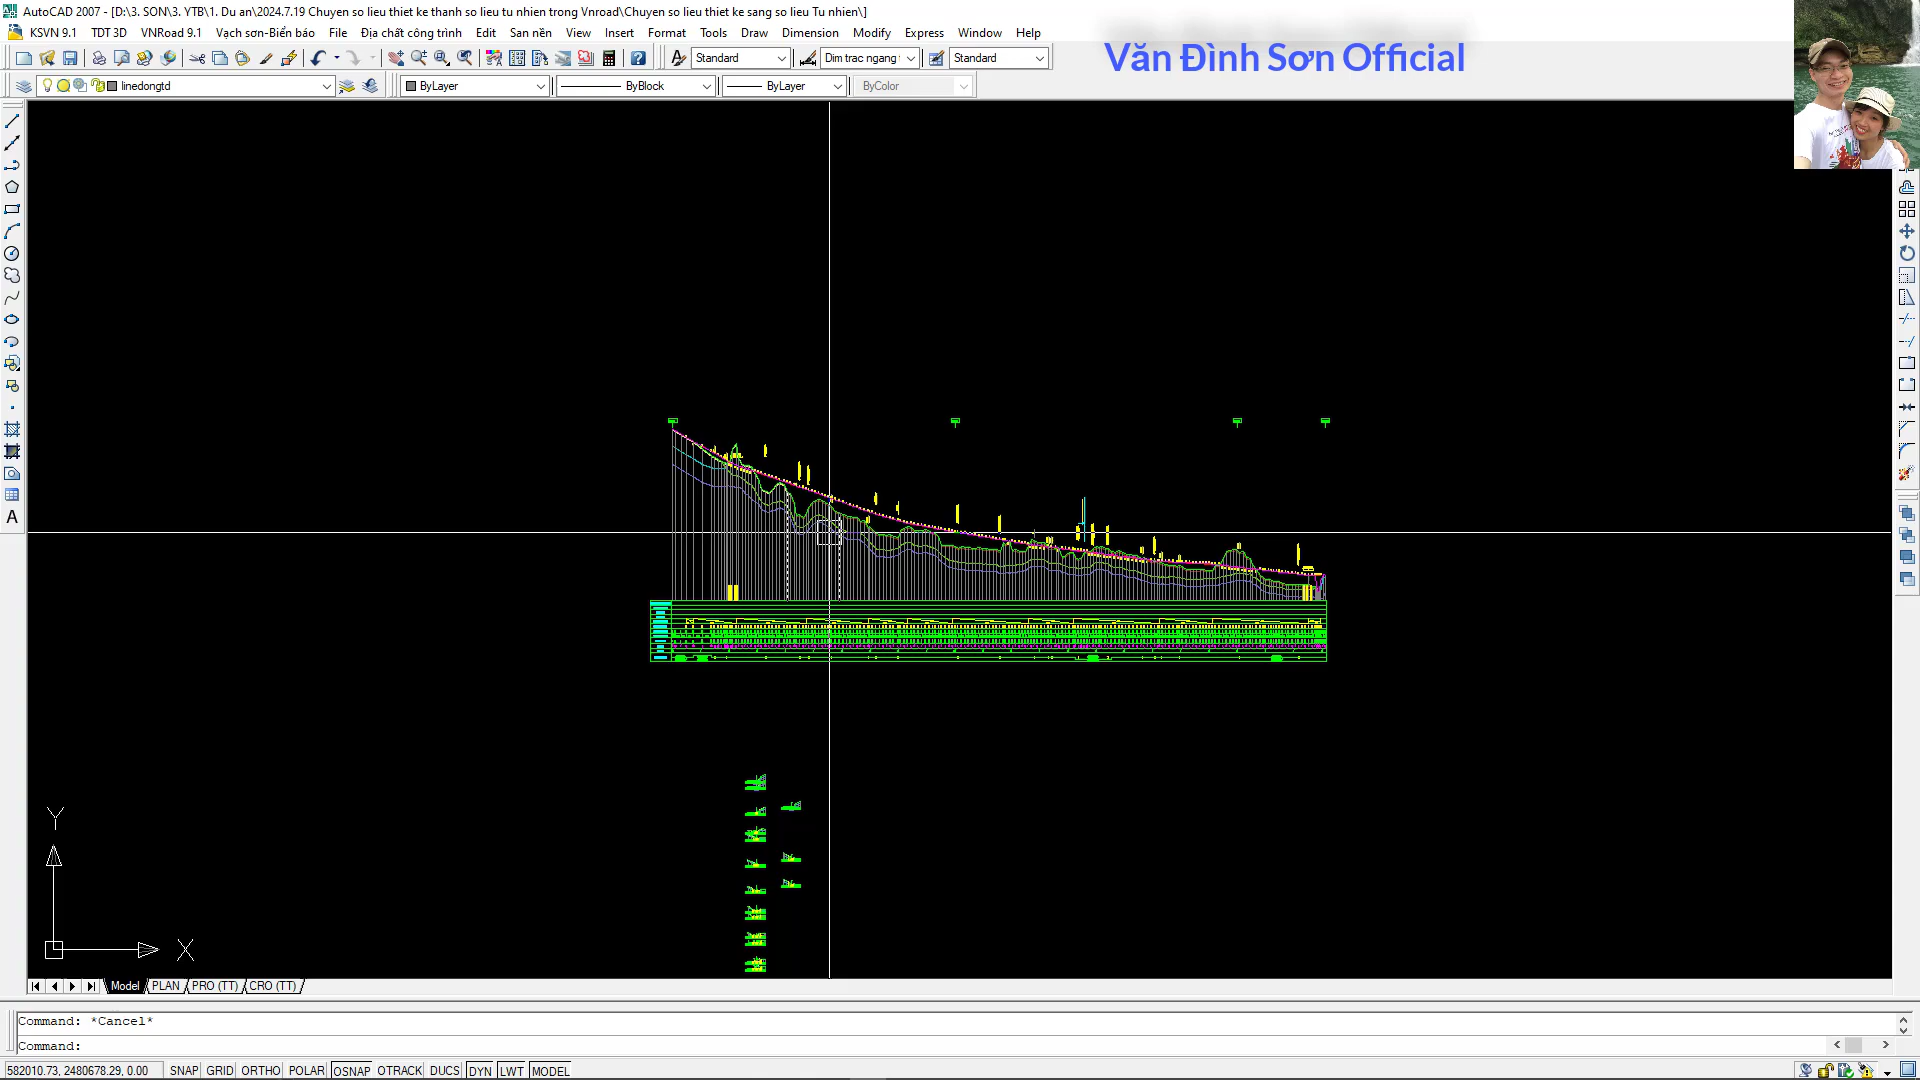 AutoCAD 2007 - [D:\3. SON\3. YTB\1. Du an\2024.7.19 Chuyen so lieu thiet ke thanh so lieu tu nhien trong Vnroad\Chuyen so lieu thiet ke sang so lieu Tu nhien\]
KSVN 9.1 TDT 3D VNRoad 9.1 Vạch sơn-Biển báo File Địa chất công trình Edit San nền View Insert Format Tools Draw Dimension Modify Express Window Help
Standard Dim trac ngang Standard
Văn Đình Sơn Official
linedongtd ByLayer ByBlock ByLayer ByColor
A
Y
X
Model PLAN PRO (TT) CRO (TT)
Command: *Cancel*
Command:
582010.73, 2480678.29, 0.00 SNAP GRID ORTHO POLAR OSNAP OTRACK DUCS DYN LWT MODEL